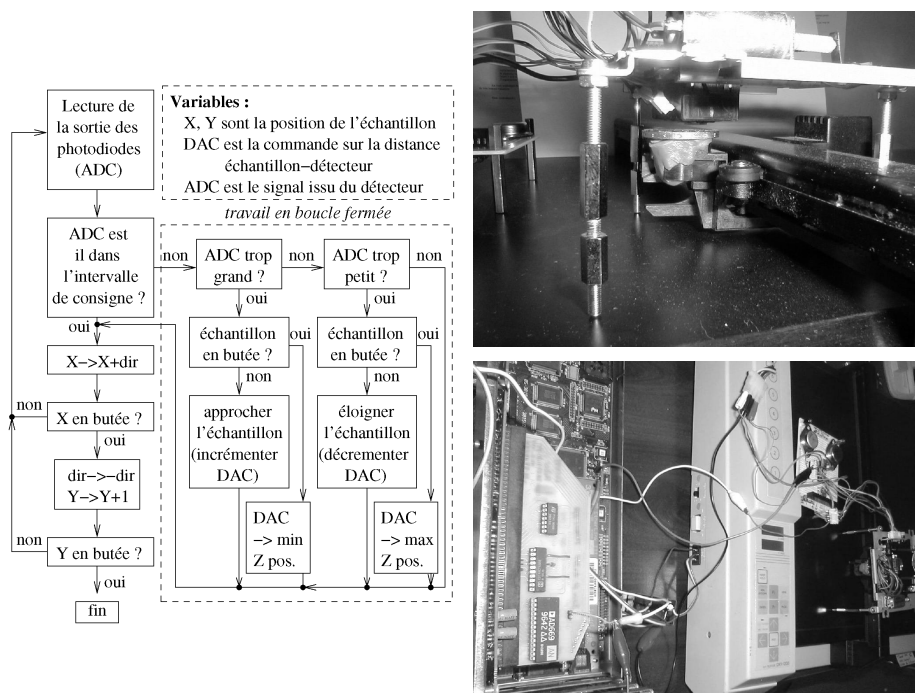 Lecture de
la sortie des
photodiodes
(ADC)
Variables :
X, Y sont la position de l'échantillon
DAC est la commande sur la distance
échantillon−détecteur
ADC est le signal issu du détecteur
travail en boucle fermée
ADC est
il dans
l'intervalle
de consigne ?
non
ADC trop
grand ?
non
ADC trop
petit ?
non
oui
oui
oui
échantillon
en butée ?
oui
échantillon
en butée ?
oui
X−>X+dir
non
non
non
X en butée ?
oui
approcher
l'échantillon
(incrémenter
DAC)
éloigner
l'échantillon
(décrementer
DAC)
dir−>−dir
Y−>Y+1
DAC
−> min
Z pos.
DAC
−> max
Z pos.
non
Y en butée ?
oui
fin
AD669
9642